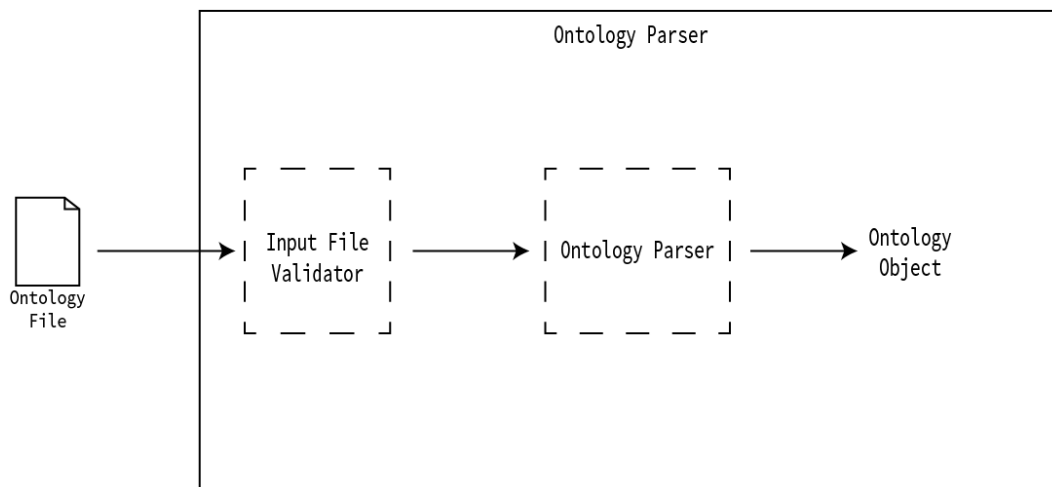 Ontology Parser
Ontology
File
Input File
Validator
Ontology Parser
Ontology
Object